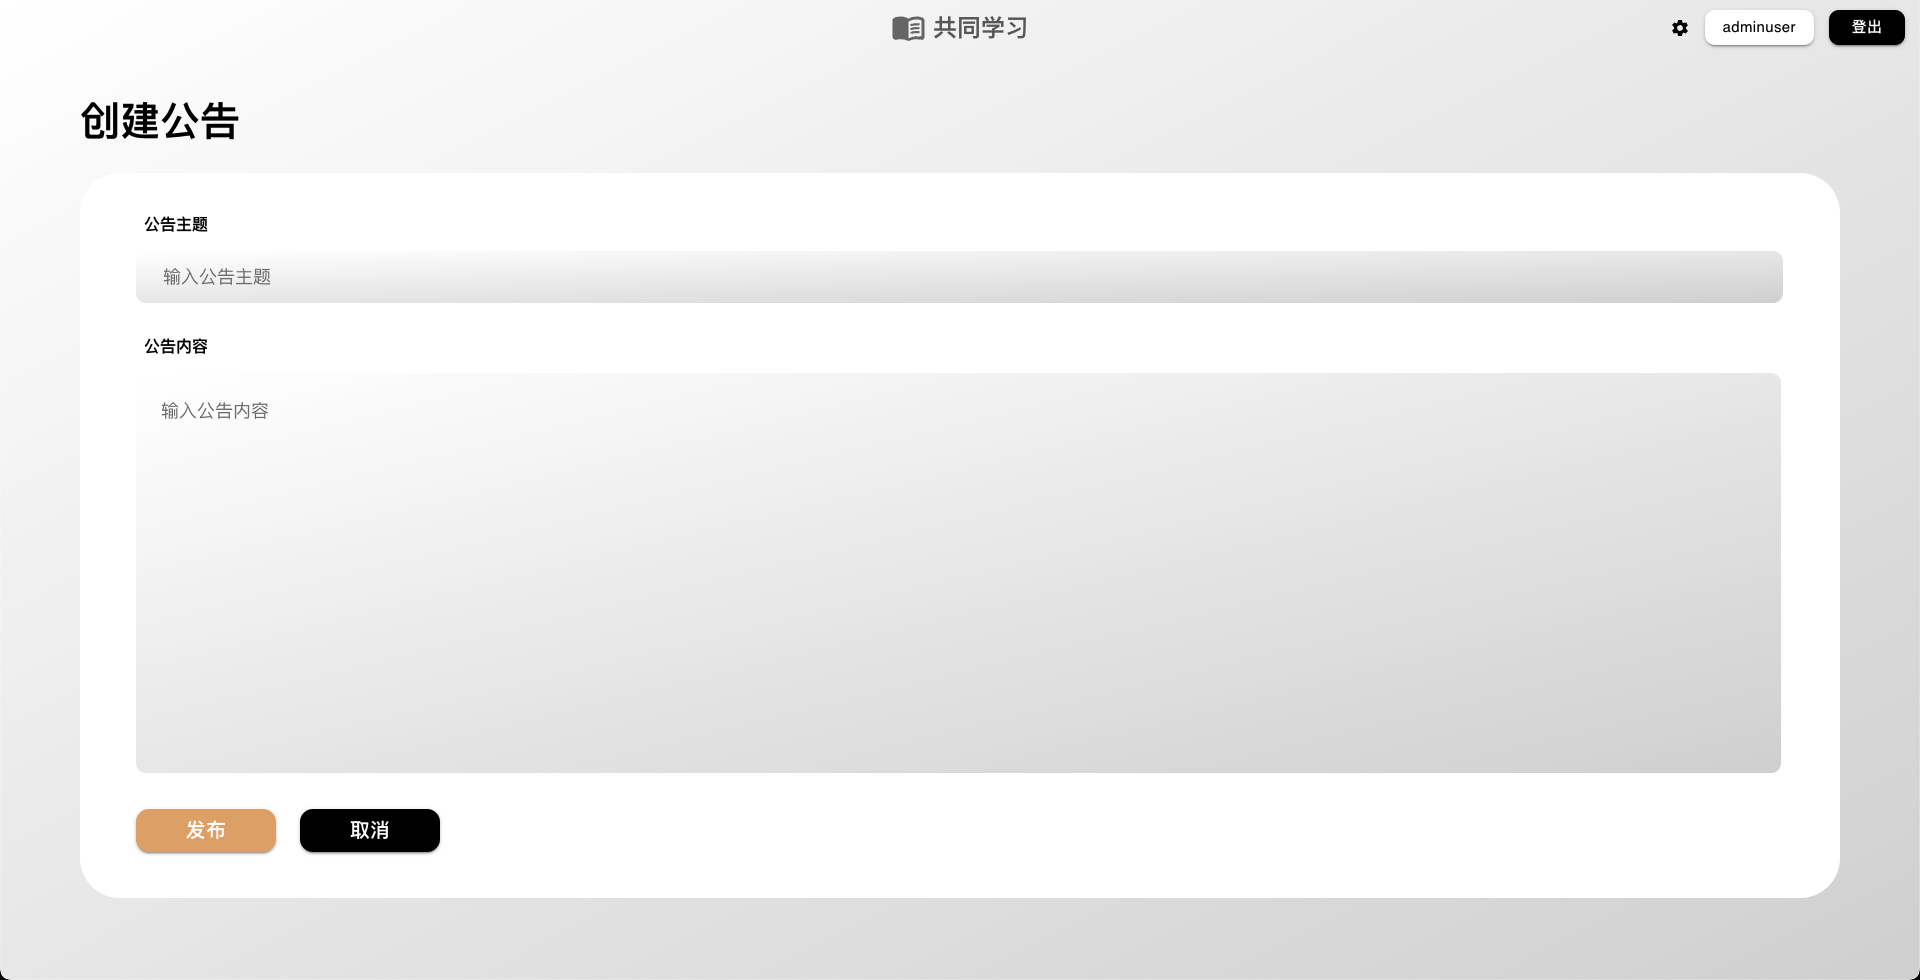 共同学习
adminuser
登出
创建公告
公告主题
输入公告主题
公告内容
输入公告内容
发布
取消